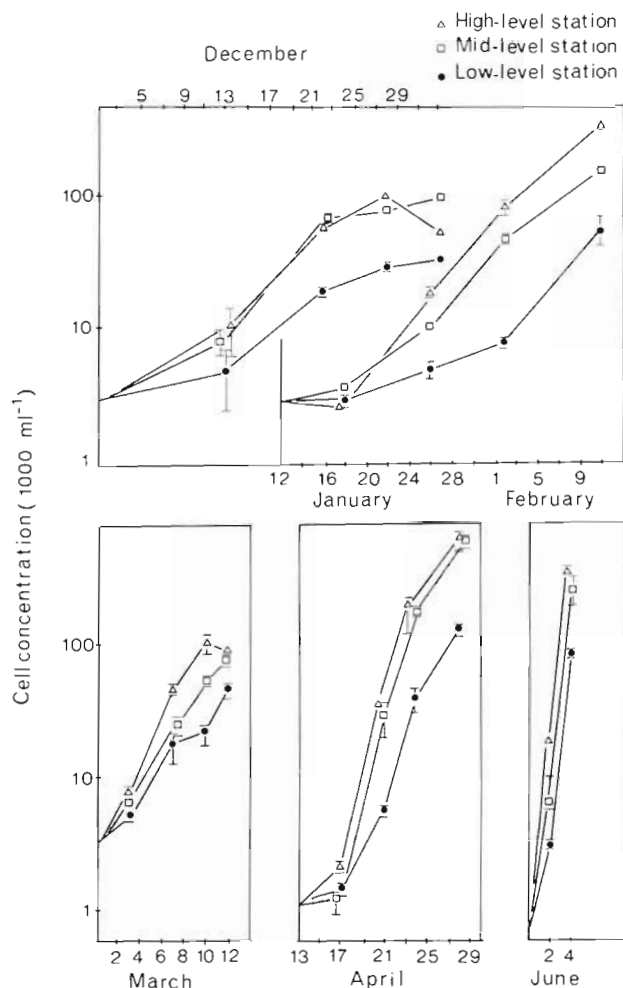 High-level station
Mid-level station
Low-level station
December
5 9 13 17 21 25 29
100
10
1
12 16 20 24 28 1 5 9
January February
Cell concentration (1000 ml⁻¹)
100
10
1
2 4 6 8 10 12
March
13 17 21 25 29
April
2 4
June